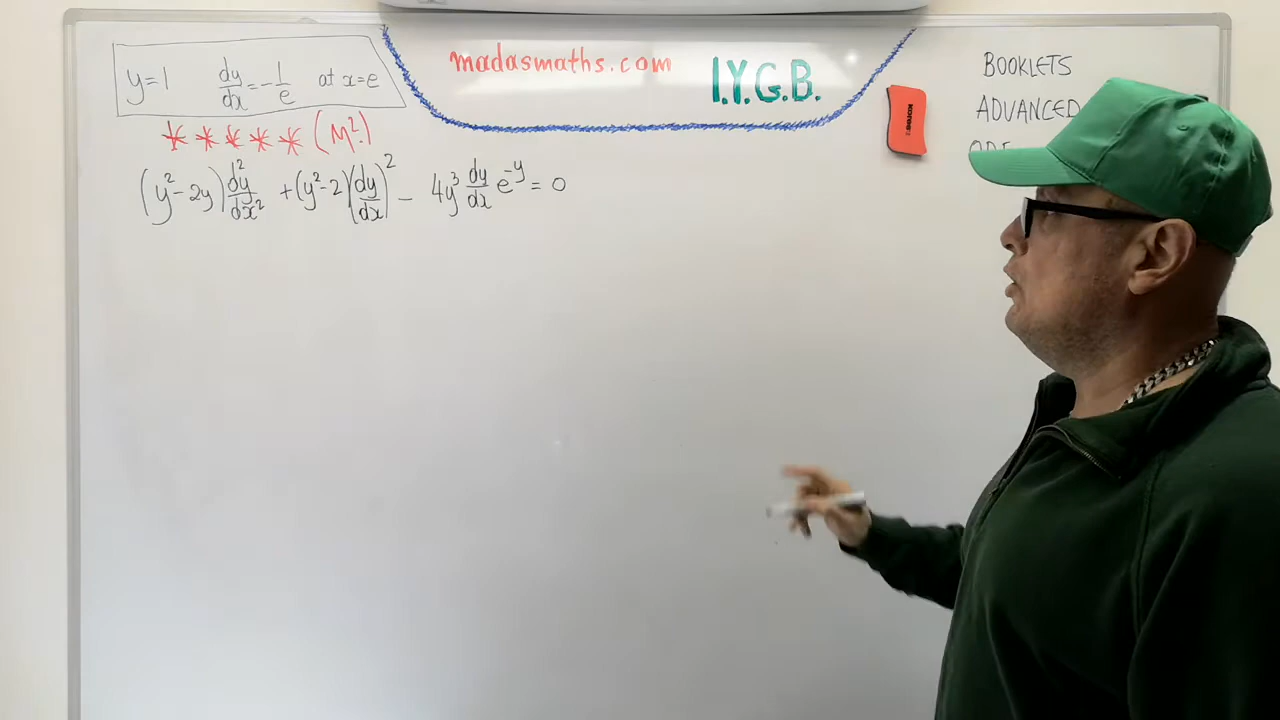 y=1 dy/dx = -1/e at x=e
madasmaths.com
I.Y.G.B.
***** (M².)
(y²-2y) d²y/dx² + (y²-2)(dy/dx)² - 4y³ dy/dx e^-y = 0
BOOKLETS
ADVANCED
KORES